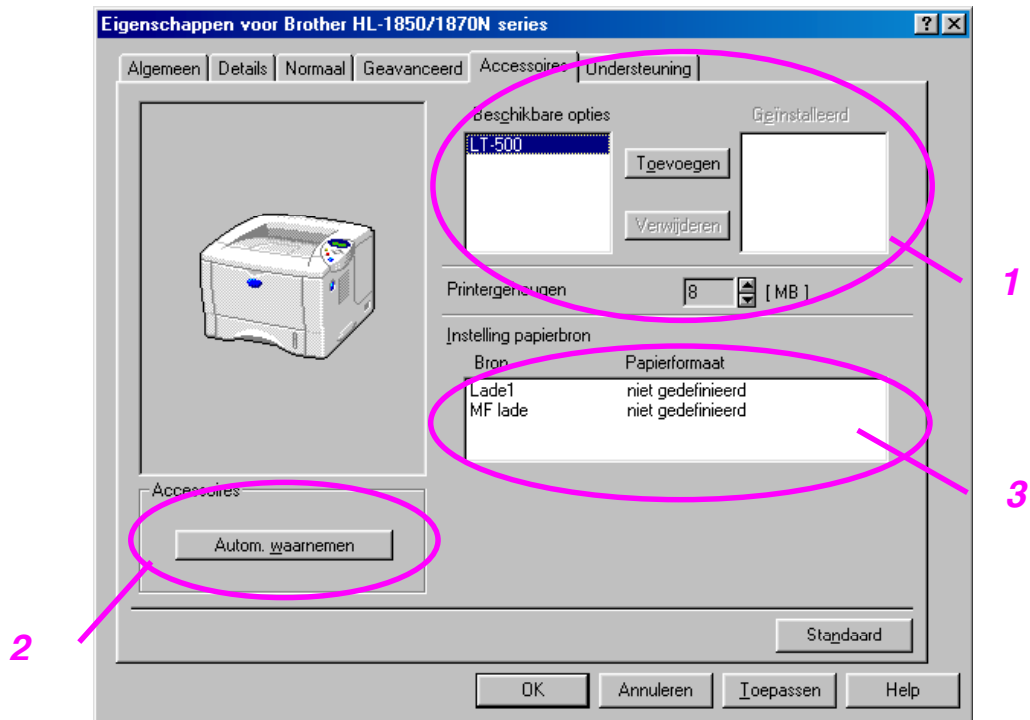 Eigenschappen voor Brother HL-1850/1870N series
Algemeen Details Normaal Geavanceerd Accessoires Ondersteuning
Beschikbare opties Geïnstalleerd
LT-500
Toevoegen
Verwijderen
1
Printergeheugen 8 [ MB ]
Instelling papierbron
Bron Papierformaat
Lade1 niet gedefinieerd
MF lade niet gedefinieerd
3
Accessoires
Autom. waarnemen
2
Standaard
OK Annuleren Toepassen Help